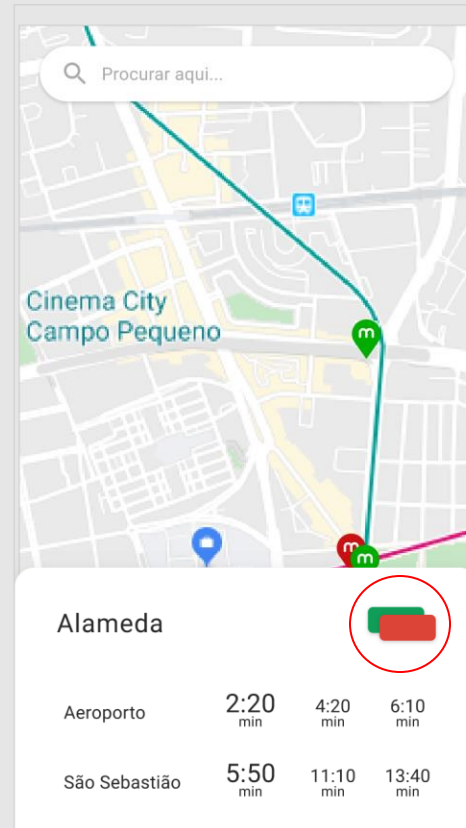 Procurar aqui...
Cinema City
Campo Pequeno
m
m
m
Alameda
Aeroporto 2:20 min 4:20 min 6:10 min
São Sebastião 5:50 min 11:10 min 13:40 min